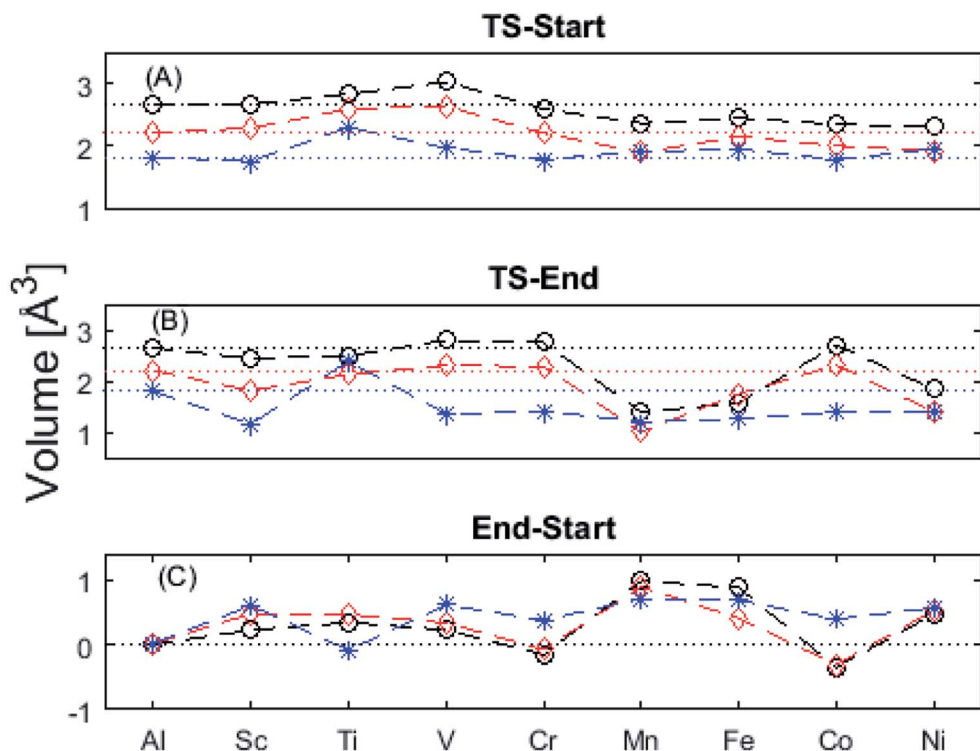 TS-Start
(A)
3
2
1
TS-End
(B)
3
2
1
Volume [Å³]
End-Start
(C)
1
0
-1
Al Sc Ti V Cr Mn Fe Co Ni